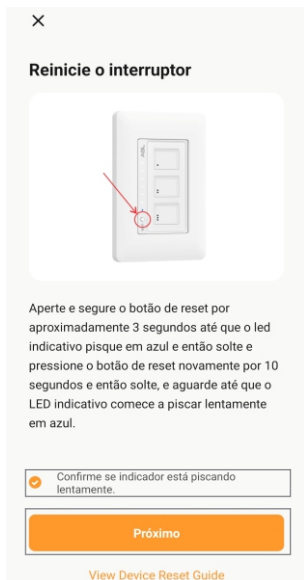 Reinicie o interruptor
AGL
Aperte e segure o botão de reset por
aproximadamente 3 segundos até que o led
indicativo pisque em azul e então solte e
pressione o botão de reset novamente por 10
segundos e então solte, e aguarde até que o
LED indicativo comece a piscar lentamente
em azul.
Confirme se indicador está piscando
lentamente.
Próximo
View Device Reset Guide